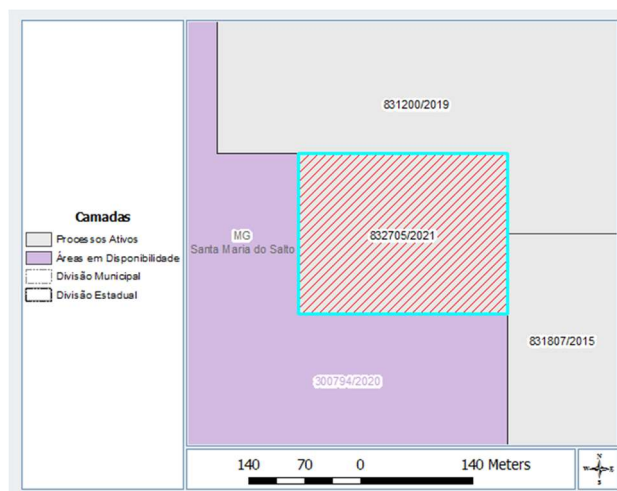 831200/2019
Camadas
Processos Ativos
Áreas em Disponibilidade
Divisão Municipal
Divisão Estadual
MG
Santa Maria do Salto
832705/2021
831807/2015
300794/2020
140 70 0 140 Meters
N
W E
S